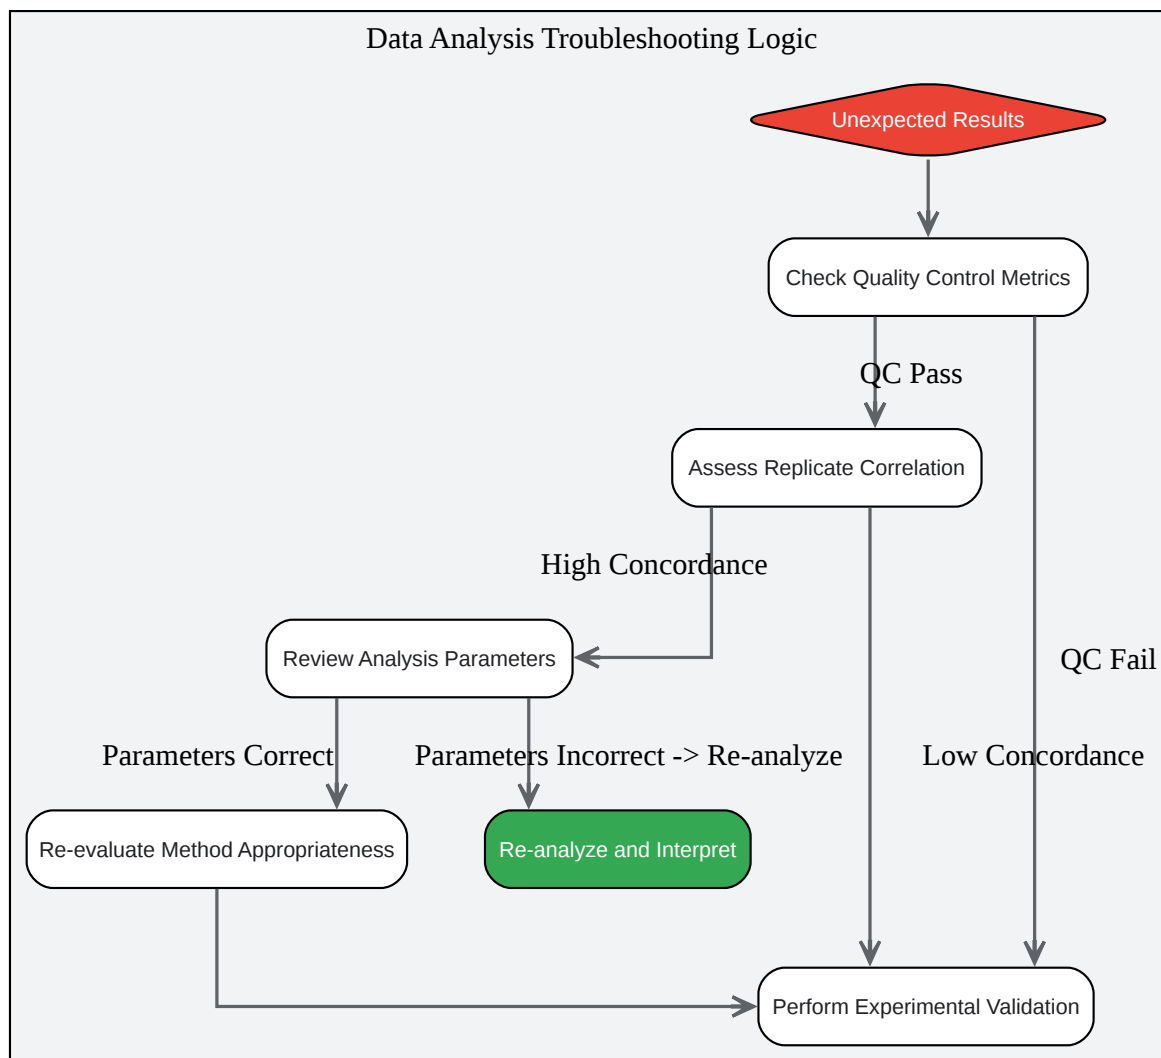 Data Analysis Troubleshooting Logic
Unexpected Results
Check Quality Control Metrics
QC Pass
Assess Replicate Correlation
High Concordance
Review Analysis Parameters
QC Fail
Parameters Correct
Parameters Incorrect -> Re-analyze
Low Concordance
Re-evaluate Method Appropriateness
Re-analyze and Interpret
Perform Experimental Validation